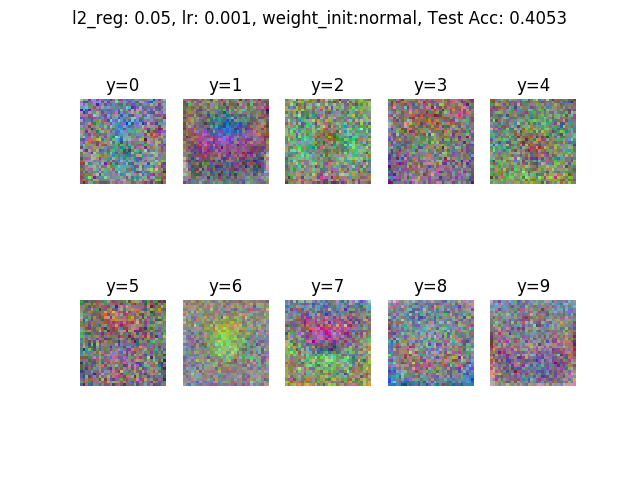 l2_reg: 0.05, lr: 0.001, weight_init:normal, Test Acc: 0.4053
y=0 y=1 y=2 y=3 y=4
y=5 y=6 y=7 y=8 y=9